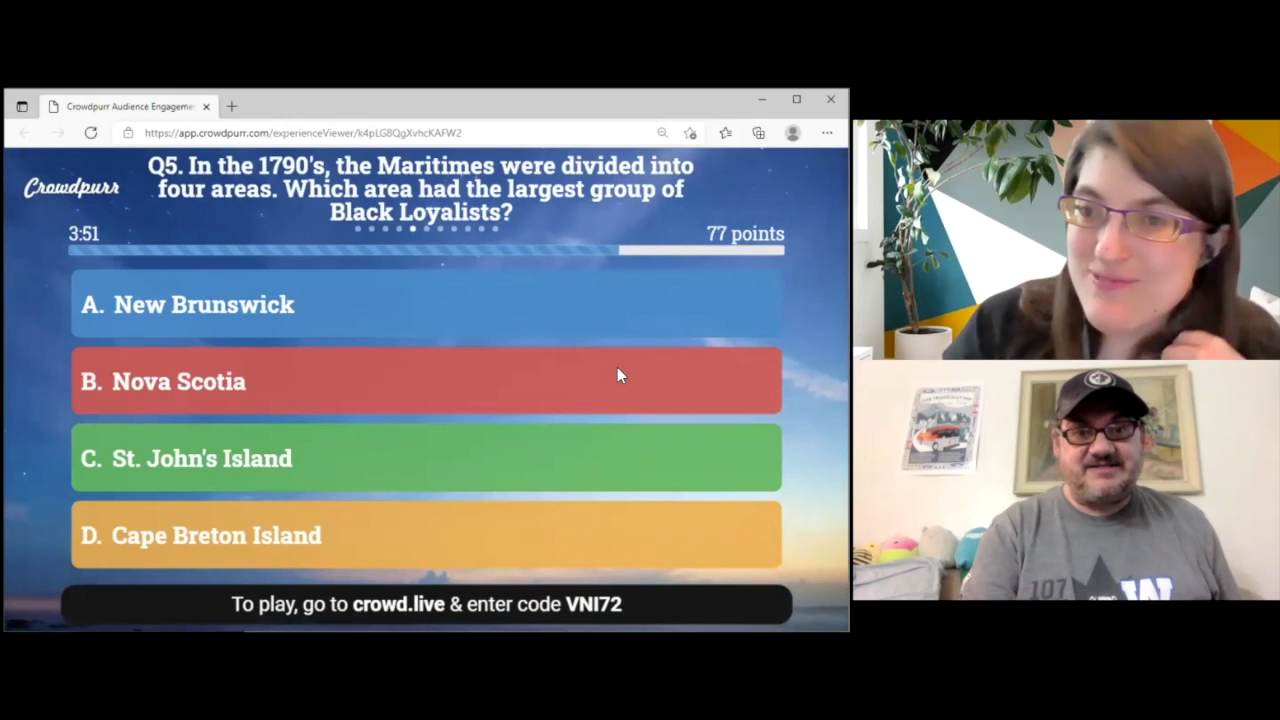 Crowdpurr Audience Engageme
https://app.crowdpurr.com/experienceViewer/k4pLG8QgXvhcKAFW2
Crowdpurr
Q5. In the 1790's, the Maritimes were divided into
four areas. Which area had the largest group of
Black Loyalists?
3:51
77 points
A. New Brunswick
B. Nova Scotia
C. St. John's Island
D. Cape Breton Island
To play, go to crowd.live & enter code VNI72
107